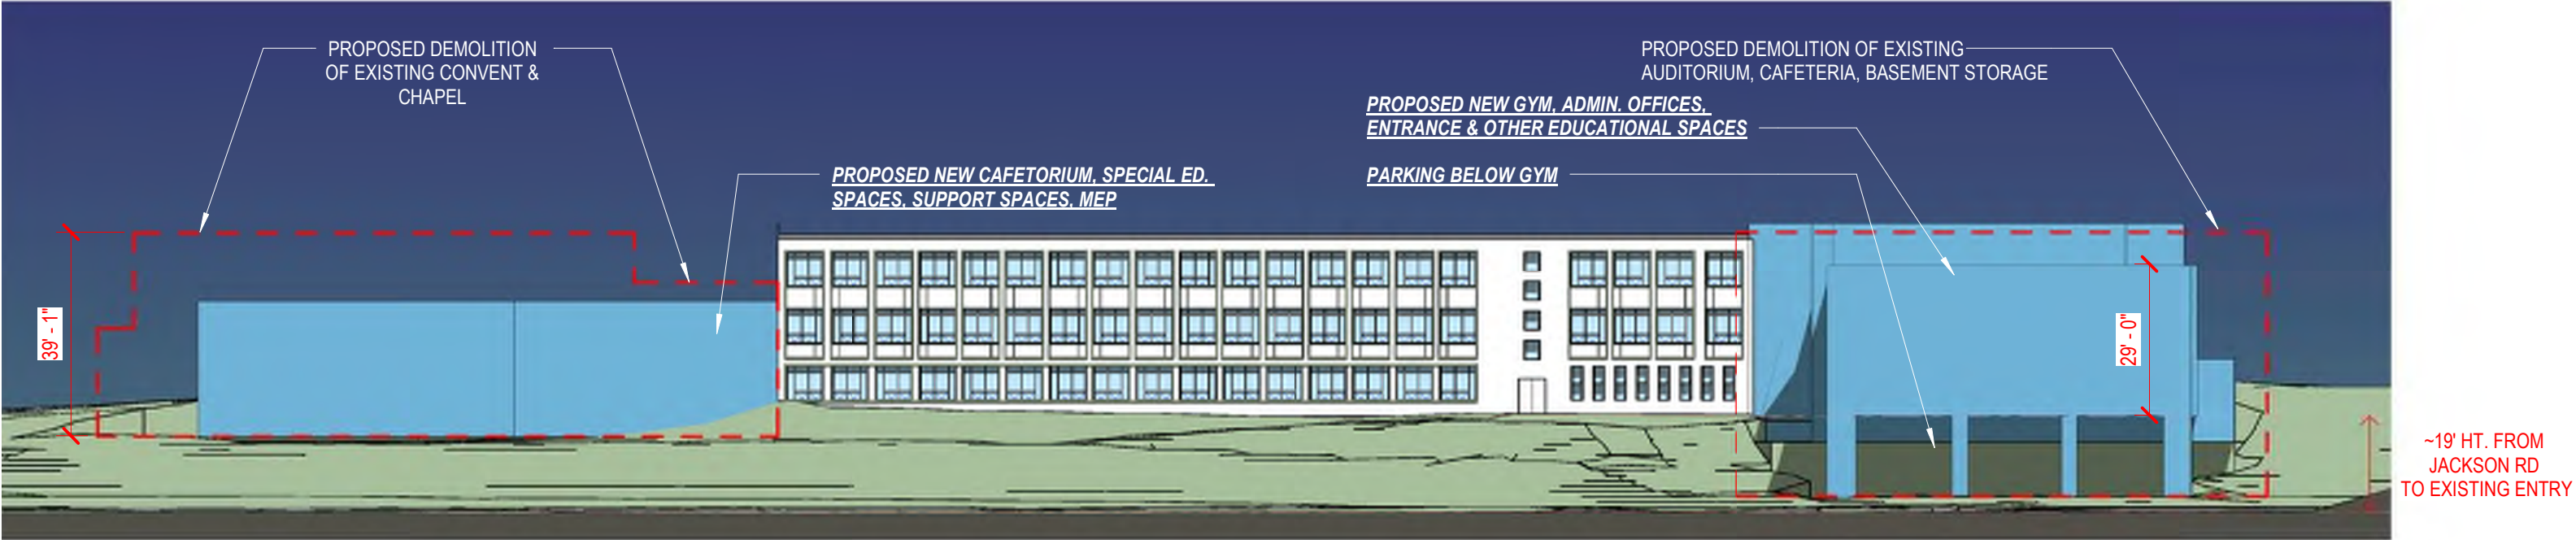 PROPOSED DEMOLITION
OF EXISTING CONVENT &
CHAPEL
PROPOSED DEMOLITION OF EXISTING
AUDITORIUM, CAFETERIA, BASEMENT STORAGE
PROPOSED NEW GYM, ADMIN. OFFICES,
ENTRANCE & OTHER EDUCATIONAL SPACES
PROPOSED NEW CAFETORIUM, SPECIAL ED.
SPACES, SUPPORT SPACES, MEP
PARKING BELOW GYM
39' - 1"
29' - 0"
~19' HT. FROM
JACKSON RD
TO EXISTING ENTRY